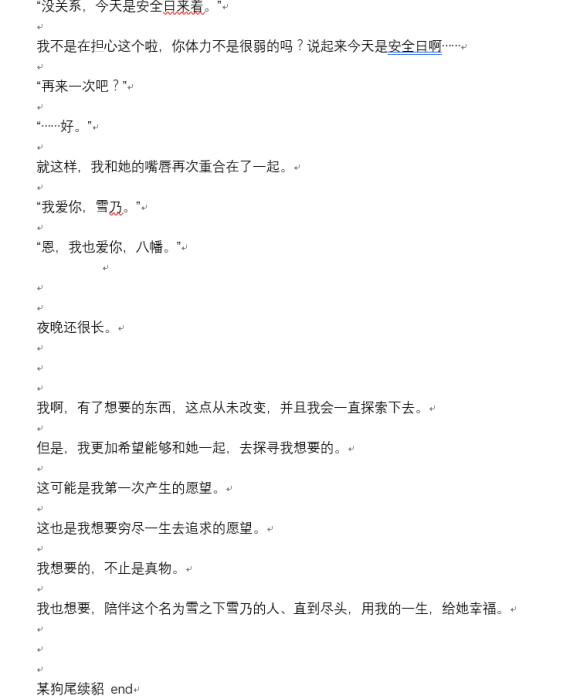 “没关系，今天是安全日来着。”
我不是在担心这个啦，你体力不是很弱的吗？说起来今天是安全日啊……
“再来一次吧？”
“……好。”
就这样，我和她的嘴唇再次重合在了一起。
“我爱你，雪乃。”
“恩，我也爱你，八幡。”
夜晚还很长。
我啊，有了想要的东西，这点从未改变，并且我会一直探索下去。
但是，我更加希望能够和她一起，去探寻我想要的。
这可能是我第一次产生的愿望。
这也是我想要穷尽一生去追求的愿望。
我想要的，不止是真物。
我也想要，陪伴这个名为雪之下雪乃的人、直到尽头，用我的一生，给她幸福。
某狗尾续貂 end